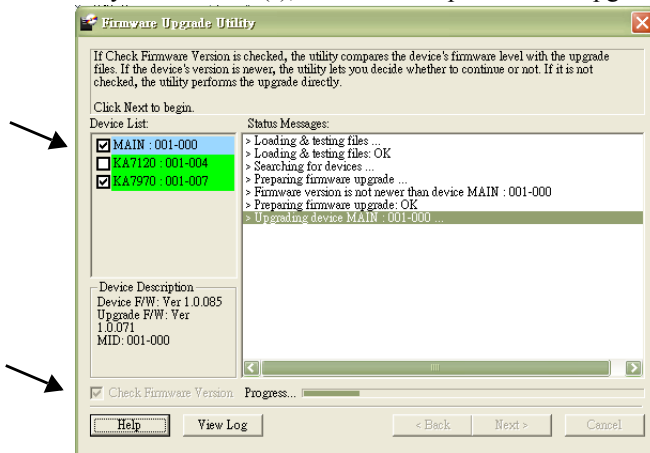 Firmware Upgrade Utility
If Check Firmware Version is checked, the utility compares the device's firmware level with the upgrade
files. If the device's version is newer, the utility lets you decide whether to continue or not. If it is not
checked, the utility performs the upgrade directly.
Click Next to begin.
Device List:
MAIN : 001-000
KA7120 : 001-004
KA7970 : 001-007
Status Messages:
> Loading & testing files ...
> Loading & testing files: OK
> Searching for devices ...
> Preparing firmware upgrade ...
> Firmware version is not newer than device MAIN : 001-000
> Preparing firmware upgrade: OK
> Upgrading device MAIN : 001-000 ...
Device Description
Device F/W: Ver 1.0.085
Upgrade F/W: Ver
1.0.071
MID: 001-000
Check Firmware Version Progress...
Help View Log < Back Next > Cancel